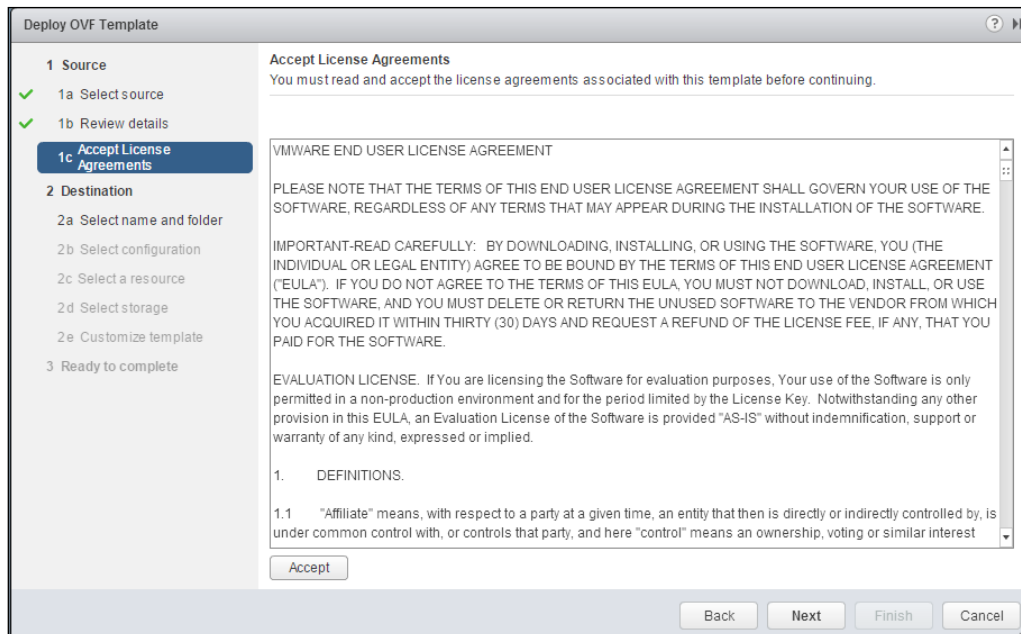 Deploy OVF Template
1 Source
1a Select source
1b Review details
1c Accept License
Agreements
2 Destination
2a Select name and folder
2b Select configuration
2c Select a resource
2d Select storage
2e Customize template
3 Ready to complete
Accept License Agreements
You must read and accept the license agreements associated with this template before continuing.
VMWARE END USER LICENSE AGREEMENT
PLEASE NOTE THAT THE TERMS OF THIS END USER LICENSE AGREEMENT SHALL GOVERN YOUR USE OF THE
SOFTWARE, REGARDLESS OF ANY TERMS THAT MAY APPEAR DURING THE INSTALLATION OF THE SOFTWARE.
IMPORTANT-READ CAREFULLY: BY DOWNLOADING, INSTALLING, OR USING THE SOFTWARE, YOU (THE
INDIVIDUAL OR LEGAL ENTITY) AGREE TO BE BOUND BY THE TERMS OF THIS END USER LICENSE AGREEMENT
("EULA"). IF YOU DO NOT AGREE TO THE TERMS OF THIS EULA, YOU MUST NOT DOWNLOAD, INSTALL, OR USE
THE SOFTWARE, AND YOU MUST DELETE OR RETURN THE UNUSED SOFTWARE TO THE VENDOR FROM WHICH
YOU ACQUIRED IT WITHIN THIRTY (30) DAYS AND REQUEST A REFUND OF THE LICENSE FEE, IF ANY, THAT YOU
PAID FOR THE SOFTWARE.
EVALUATION LICENSE. If You are licensing the Software for evaluation purposes, Your use of the Software is only
permitted in a non-production environment and for the period limited by the License Key. Notwithstanding any other
provision in this EULA, an Evaluation License of the Software is provided "AS-IS" without indemnification, support or
warranty of any kind, expressed or implied.
1. DEFINITIONS.
1.1 "Affiliate" means, with respect to a party at a given time, an entity that then is directly or indirectly controlled by, is
under common control with, or controls that party, and here "control" means an ownership, voting or similar interest
Accept
Back Next Finish Cancel